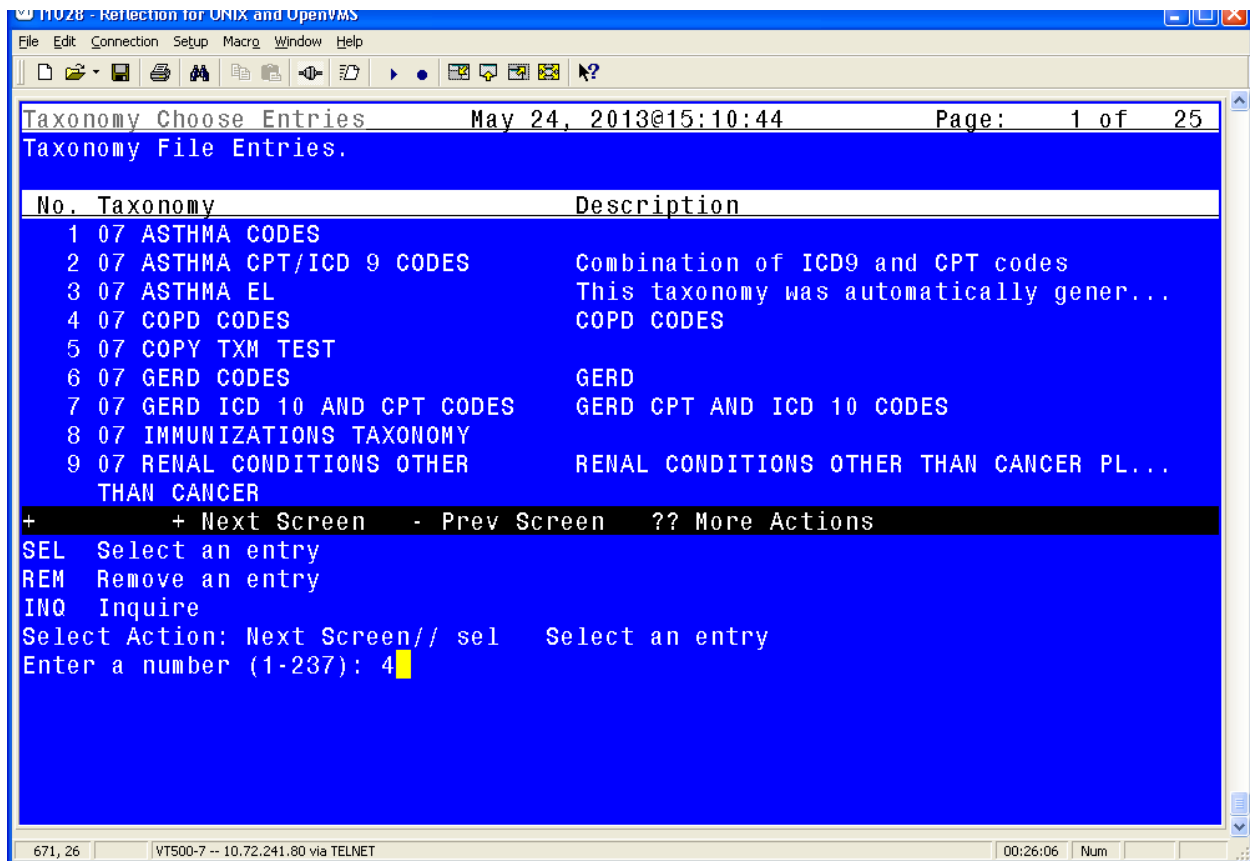 11U28 - Reflection for UNIX and OpenVMS
File Edit Connection Setup Macro Window Help
Taxonomy Choose Entries May 24, 2013@15:10:44 Page: 1 of 25
Taxonomy File Entries.
No. Taxonomy Description
1 07 ASTHMA CODES
2 07 ASTHMA CPT/ICD 9 CODES Combination of ICD9 and CPT codes
3 07 ASTHMA EL This taxonomy was automatically gener...
4 07 COPD CODES COPD CODES
5 07 COPY TXM TEST
6 07 GERD CODES GERD
7 07 GERD ICD 10 AND CPT CODES GERD CPT AND ICD 10 CODES
8 07 IMMUNIZATIONS TAXONOMY
9 07 RENAL CONDITIONS OTHER RENAL CONDITIONS OTHER THAN CANCER PL...
THAN CANCER
+ + Next Screen - Prev Screen ?? More Actions
SEL Select an entry
REM Remove an entry
INQ Inquire
Select Action: Next Screen// sel Select an entry
Enter a number (1-237): 4
671, 26 VT500-7 -- 10.72.241.80 via TELNET 00:26:06 Num